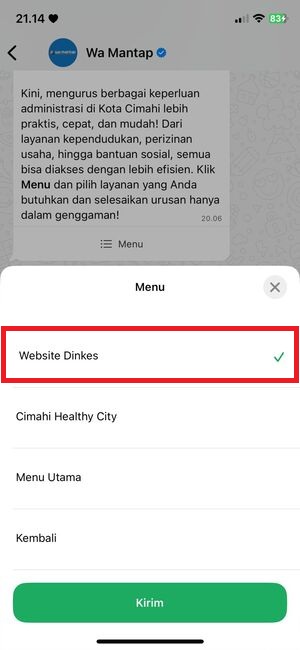 21.14
83
Wa Mantap
Kini, mengurus berbagai keperluan
administrasi di Kota Cimahi lebih
praktis, cepat, dan mudah! Dari
layanan kependudukan, perizinan
usaha, hingga bantuan sosial, semua
bisa diakses dengan lebih efisien. Klik
Menu dan pilih layanan yang Anda
butuhkan dan selesaikan urusan hanya
dalam genggaman!
20.06
Menu
Menu
Website Dinkes
Cimahi Healthy City
Menu Utama
Kembali
Kirim